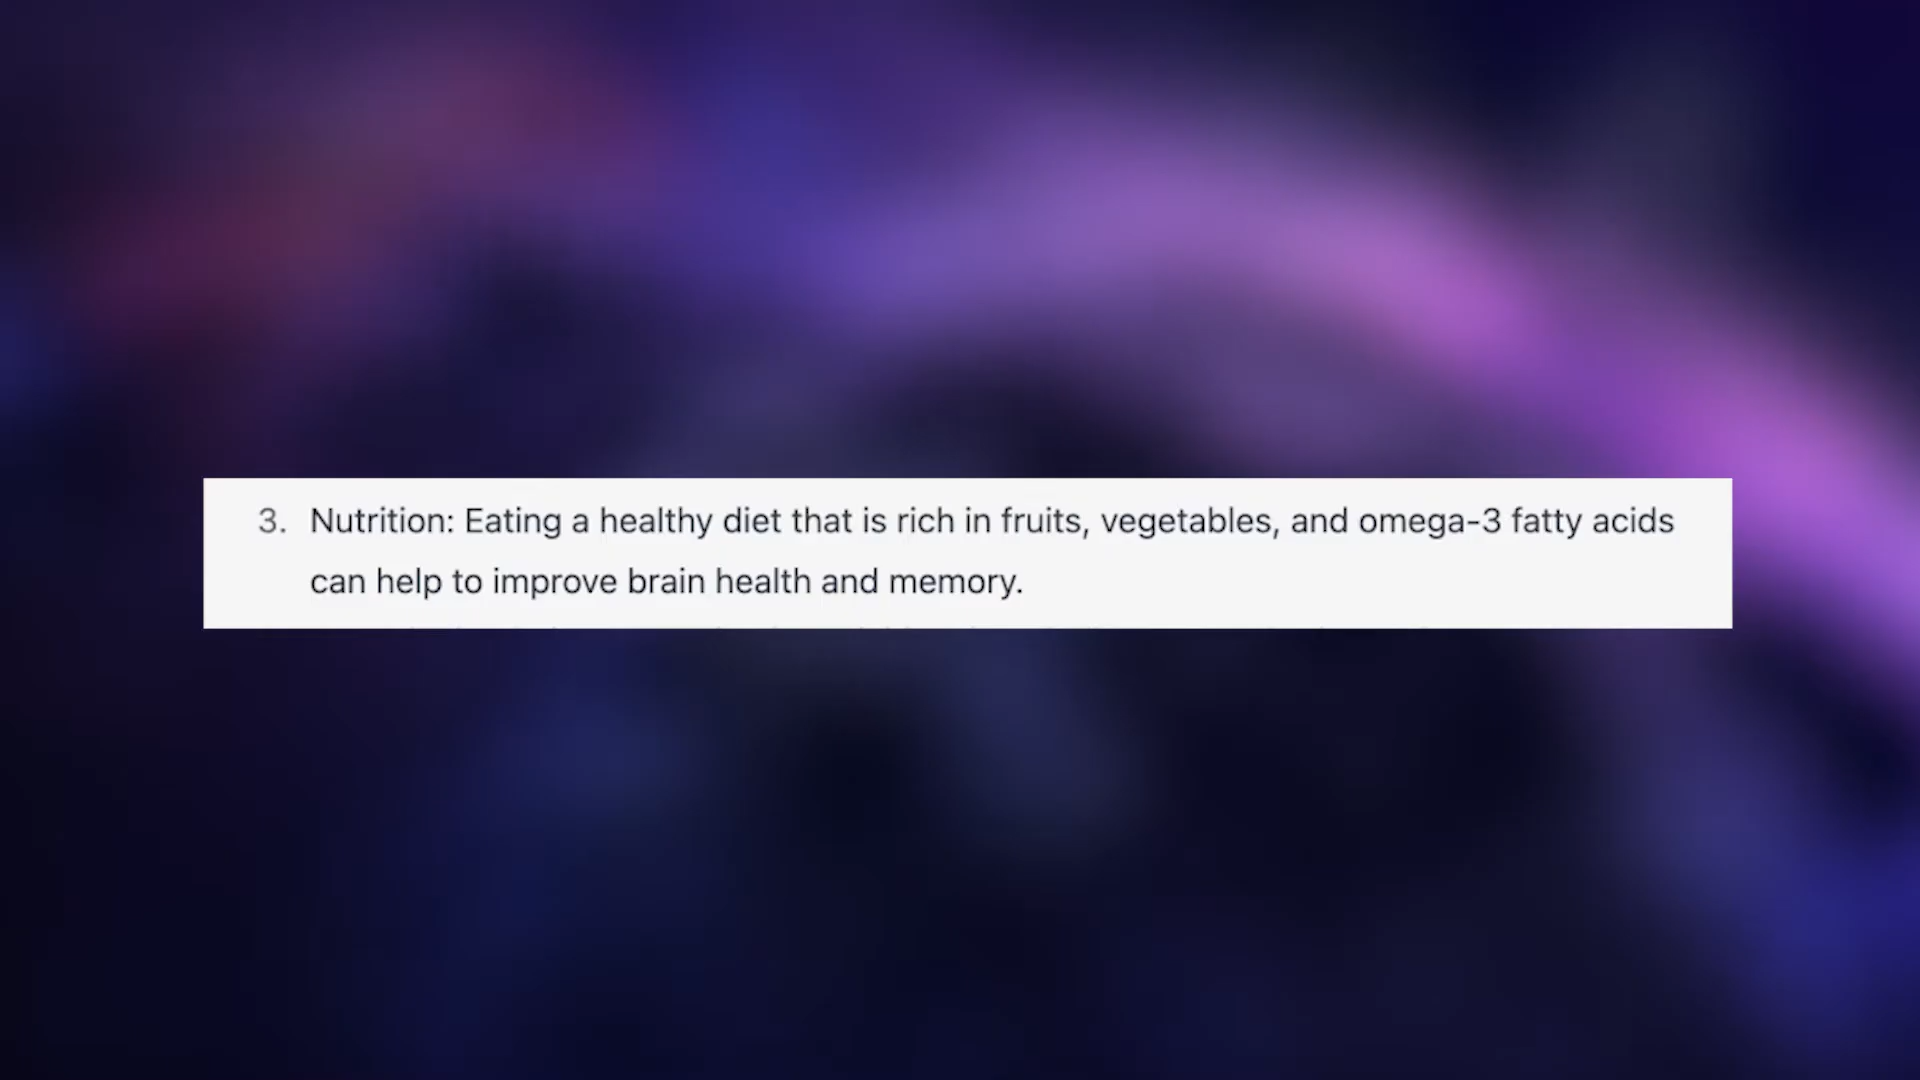 3. Nutrition: Eating a healthy diet that is rich in fruits, vegetables, and omega-3 fatty acids
can help to improve brain health and memory.